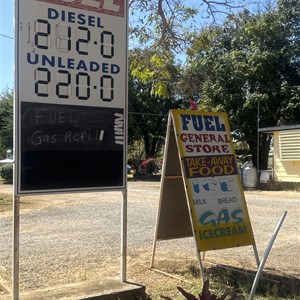 DIESEL
212.0
UNLEADED
220.0
FUEL
Gas Refill
FUEL
GENERAL
STORE
TAKE-AWAY
FOOD
ICE
MILK BREAD
GAS
ICECREAM